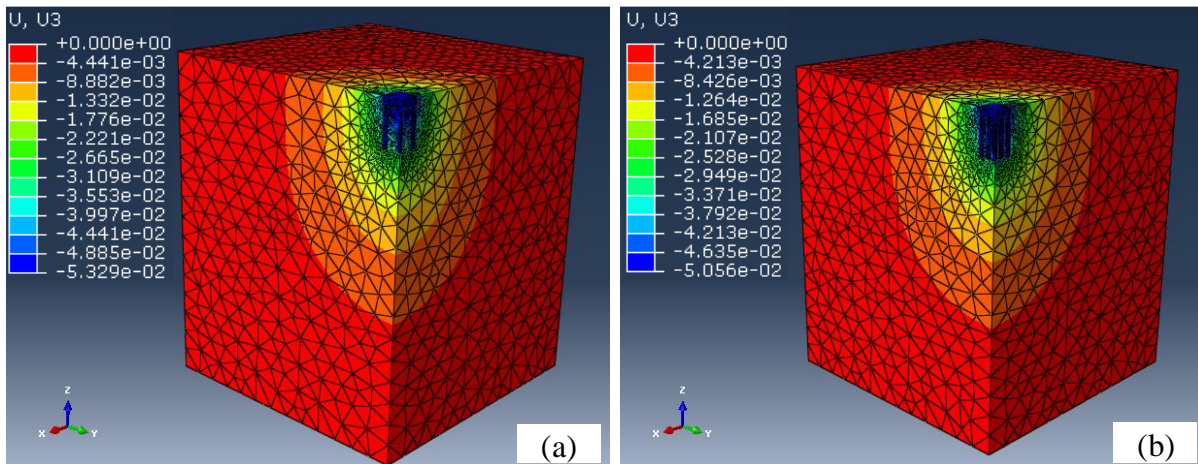 U, U3
+0.000e+00
-4.441e-03
-8.882e-03
-1.332e-02
-1.776e-02
-2.221e-02
-2.665e-02
-3.109e-02
-3.553e-02
-3.997e-02
-4.441e-02
-4.885e-02
-5.329e-02
Z
X
Y
(a)
U, U3
+0.000e+00
-4.213e-03
-8.426e-03
-1.264e-02
-1.685e-02
-2.107e-02
-2.528e-02
-2.949e-02
-3.371e-02
-3.792e-02
-4.213e-02
-4.635e-02
-5.056e-02
Z
X
Y
(b)